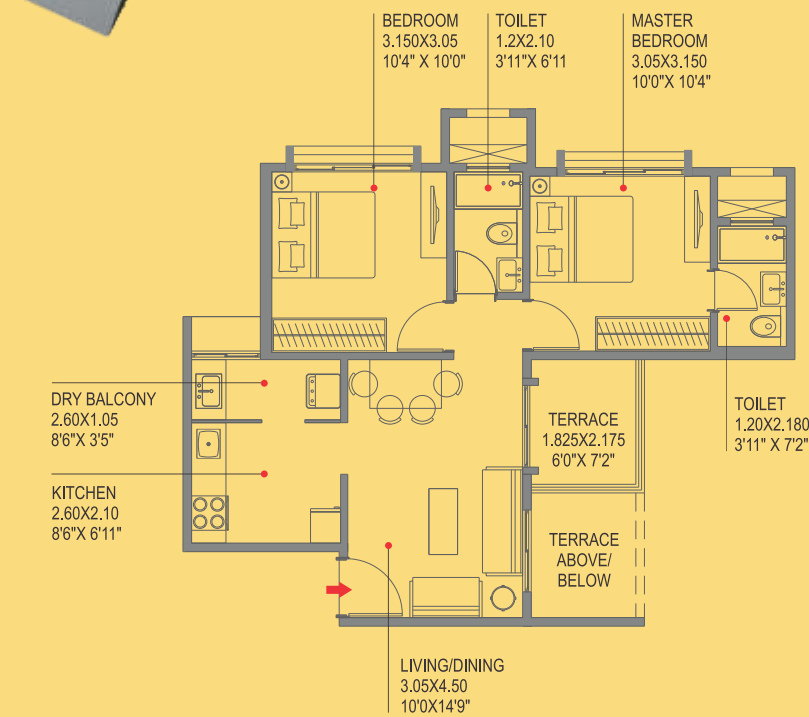 BEDROOM
3.150X3.05
10'4" X 10'0"
TOILET
1.2X2.10
3'11"X 6'11
MASTER
BEDROOM
3.05X3.150
10'0"X 10'4"
DRY BALCONY
2.60X1.05
8'6"X 3'5"
KITCHEN
2.60X2.10
8'6"X 6'11"
TERRACE
1.825X2.175
6'0"X 7'2"
TOILET
1.20X2.180
3'11" X 7'2"
TERRACE
ABOVE/
BELOW
LIVING/DINING
3.05X4.50
10'0X14'9"